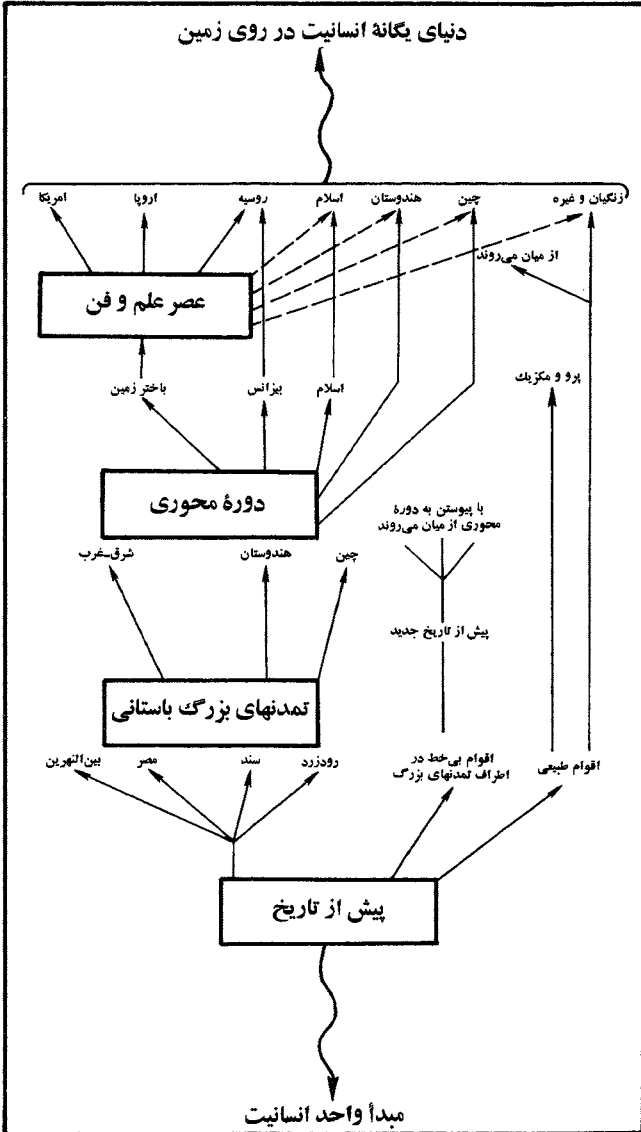 دنیای یگانهٔ انسانیت در روی زمین
زنگیان و غیره
چین
هندوستان
اسلام
روسیه
اروپا
امریکا
از میان می‌روند
عصر علم و فن
پرو و مکزیك
اسلام
بیزانس
باختر زمین
دورهٔ محوری
با پیوستن به دورهٔ
محوری از میان می‌روند
چین
هندوستان
شرق-غرب
پیش از تاریخ جدید
تمدنهای بزرگ باستانی
اقوام طبیعی
اقوام بی‌خط در
اطراف تمدنهای بزرگ
رودزرد
سند
مصر
بین‌النهرین
پیش از تاریخ
مبدأ واحد انسانیت